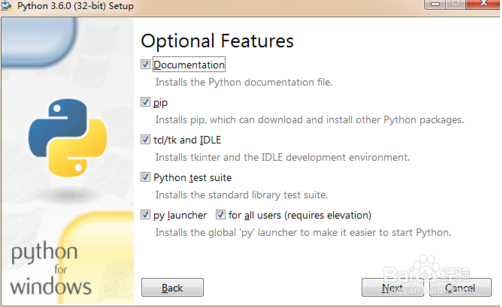 Python 3.6.0 (32-bit) Setup
Optional Features
Documentation
Installs the Python documentation file.
pip
Installs pip, which can download and install other Python packages.
tcl/tk and IDLE
Installs tkinter and the IDLE development environment.
Python test suite
Installs the standard library test suite.
py launcher for all users (requires elevation)
Installs the global 'py' launcher to make it easier to start Python.
python
for
windows
Back Next Cancel